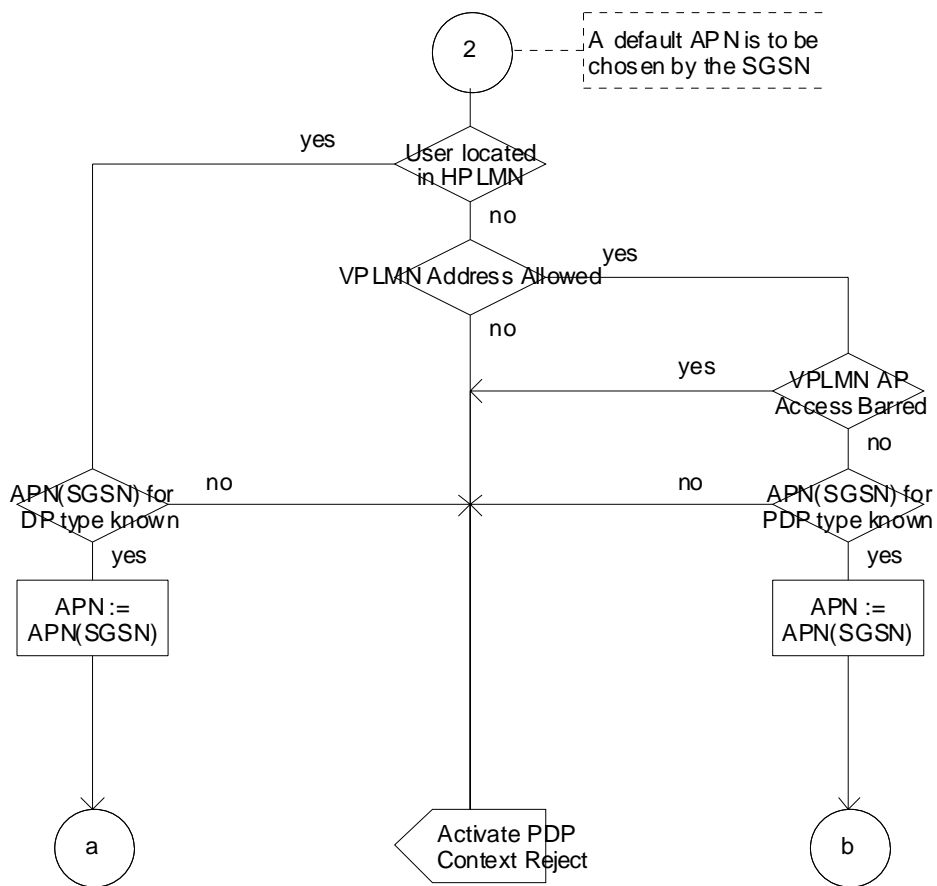 2
A default APN is to be
chosen by the SGSN
yes
User located
in HPLMN
no
VPLMN Address Allowed
yes
no
yes
VPLMN AP
Access Barred
no
APN(SGSN) for
DP type known
no
no
APN(SGSN) for
PDP type known
yes
yes
APN :=
APN(SGSN)
APN :=
APN(SGSN)
a
Activate PDP
Context Reject
b